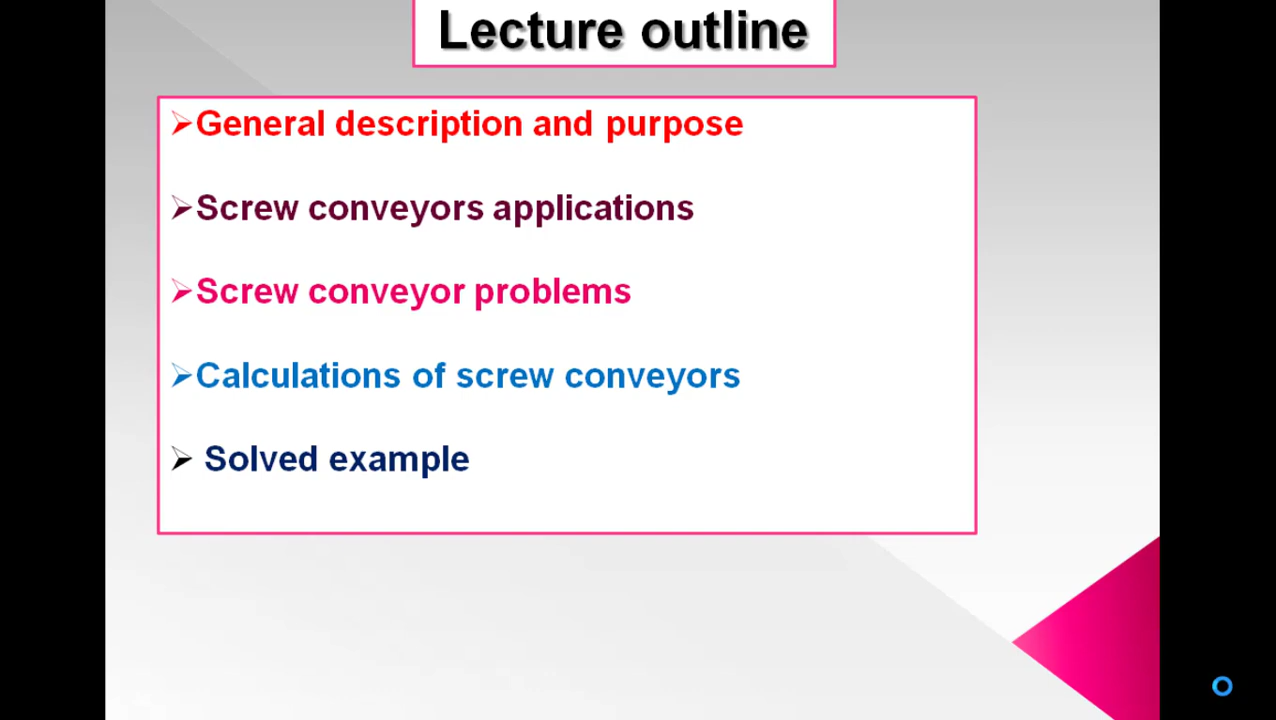 Lecture outline
➢General description and purpose
➢Screw conveyors applications
➢Screw conveyor problems
➢Calculations of screw conveyors
➢ Solved example